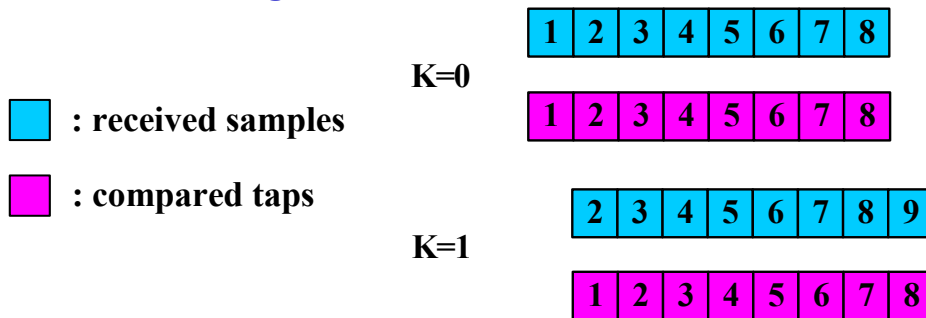 1 2 3 4 5 6 7 8
K=0
1 2 3 4 5 6 7 8
: received samples
: compared taps
2 3 4 5 6 7 8 9
K=1
1 2 3 4 5 6 7 8